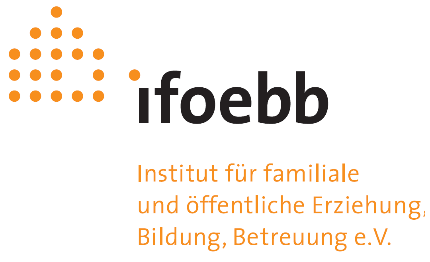 ifoebb
Institut für familiale
und öffentliche Erziehung,
Bildung, Betreuung e.V.